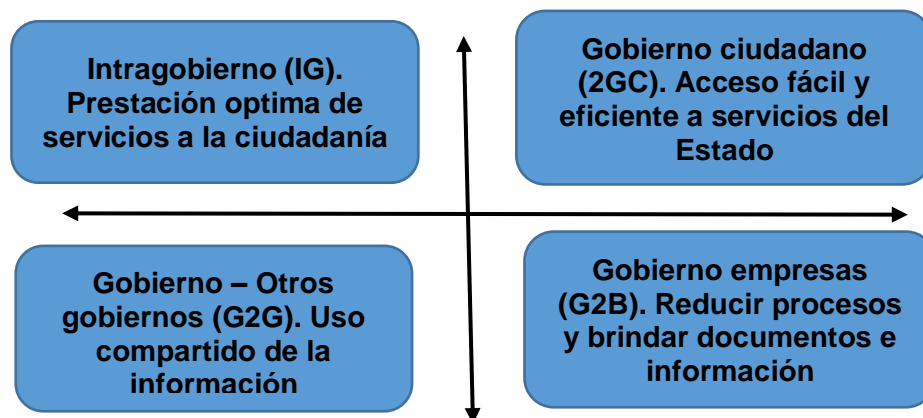 Intragobierno (IG).
Prestación optima de
servicios a la ciudadanía
Gobierno ciudadano
(2GC). Acceso fácil y
eficiente a servicios del
Estado
Gobierno – Otros
gobiernos (G2G). Uso
compartido de la
información
Gobierno empresas
(G2B). Reducir procesos
y brindar documentos e
información